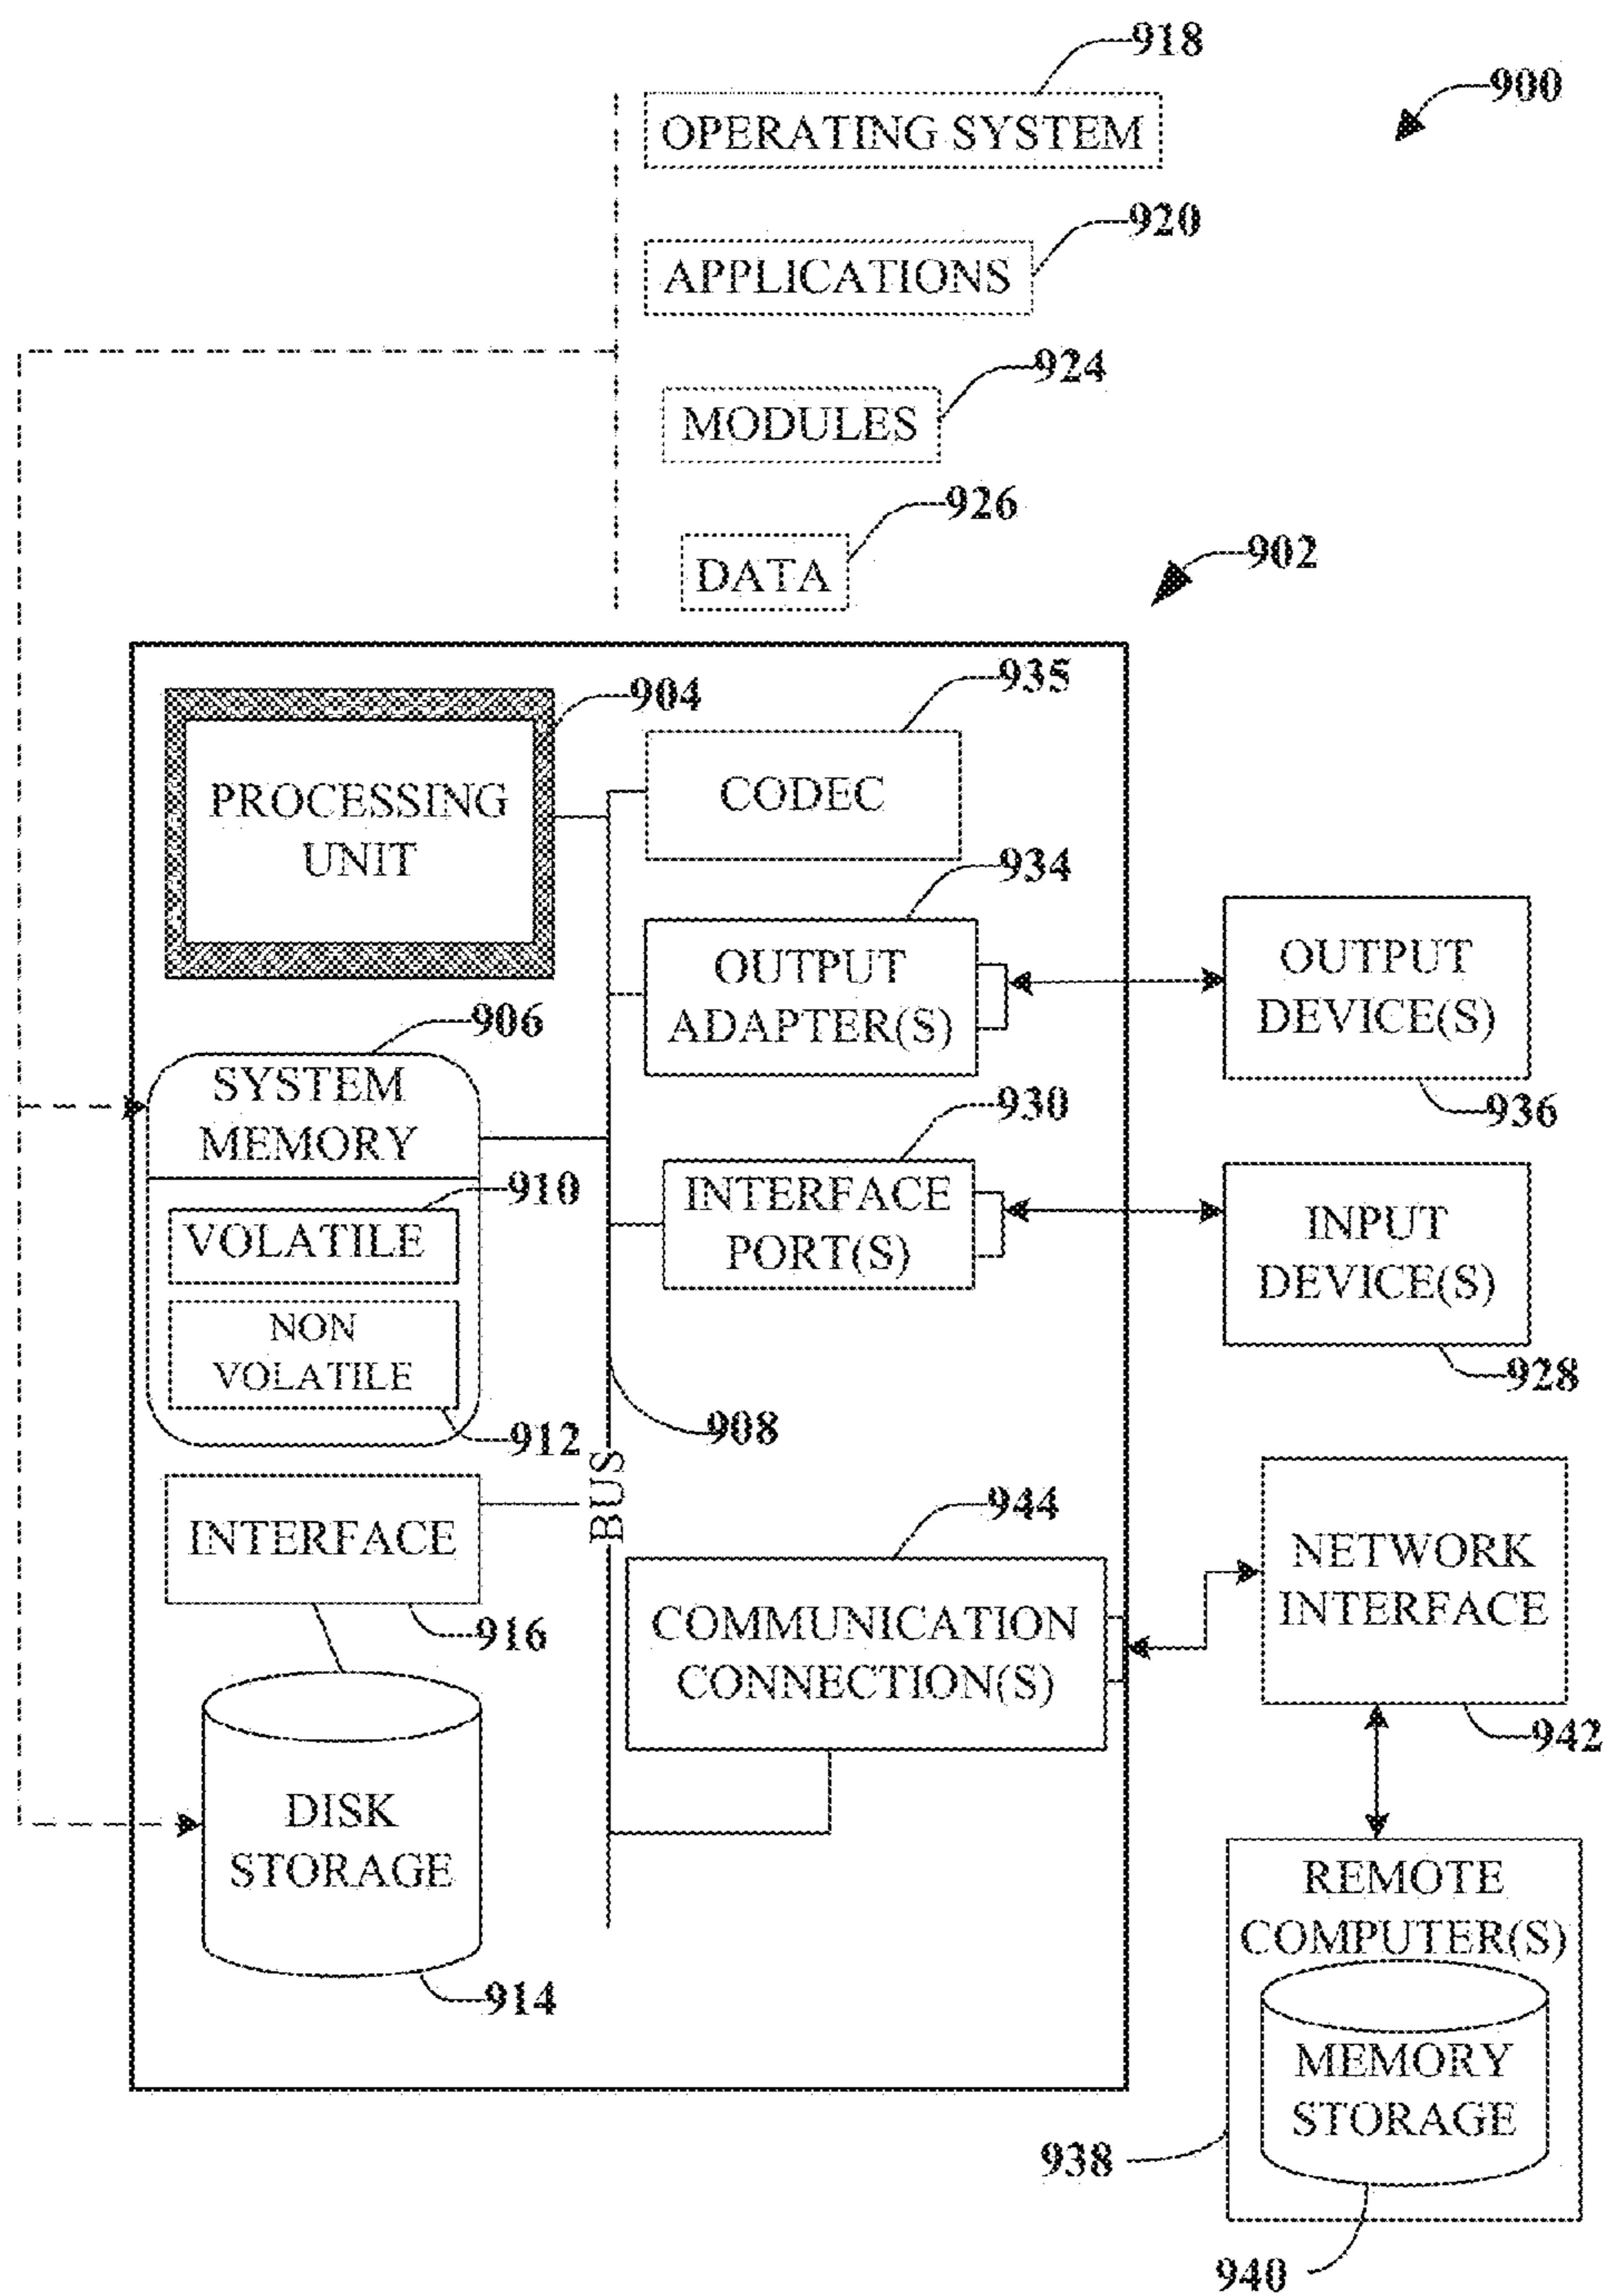 918
900
OPERATING SYSTEM
920
APPLICATIONS
924
MODULES
926
DATA
902
904
935
PROCESSING
UNIT
CODEC
934
OUTPUT
ADAPTER(S)
OUTPUT
DEVICE(S)
936
906
SYSTEM
MEMORY
930
910
INTERFACE
PORT(S)
INPUT
DEVICE(S)
928
VOLATILE
NON
VOLATILE
912
908
BUS
INTERFACE
916
944
COMMUNICATION
CONNECTION(S)
NETWORK
INTERFACE
942
DISK
STORAGE
914
REMOTE
COMPUTER(S)
MEMORY
STORAGE
938
940